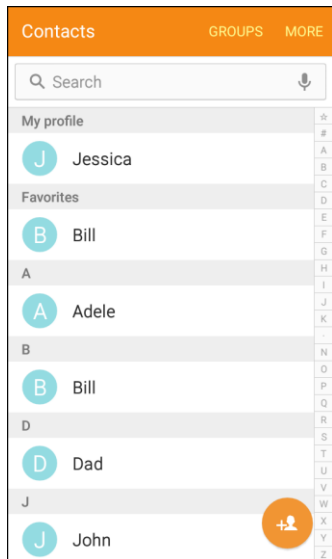 Contacts GROUPS MORE
Search
My profile
J Jessica
Favorites
B Bill
A
A Adele
B
B Bill
D
D Dad
J
J John
☆
#
A
B
C
D
E
F
G
H
I
J
K
·
N
O
P
Q
R
S
T
U
V
W
X
Y
Z